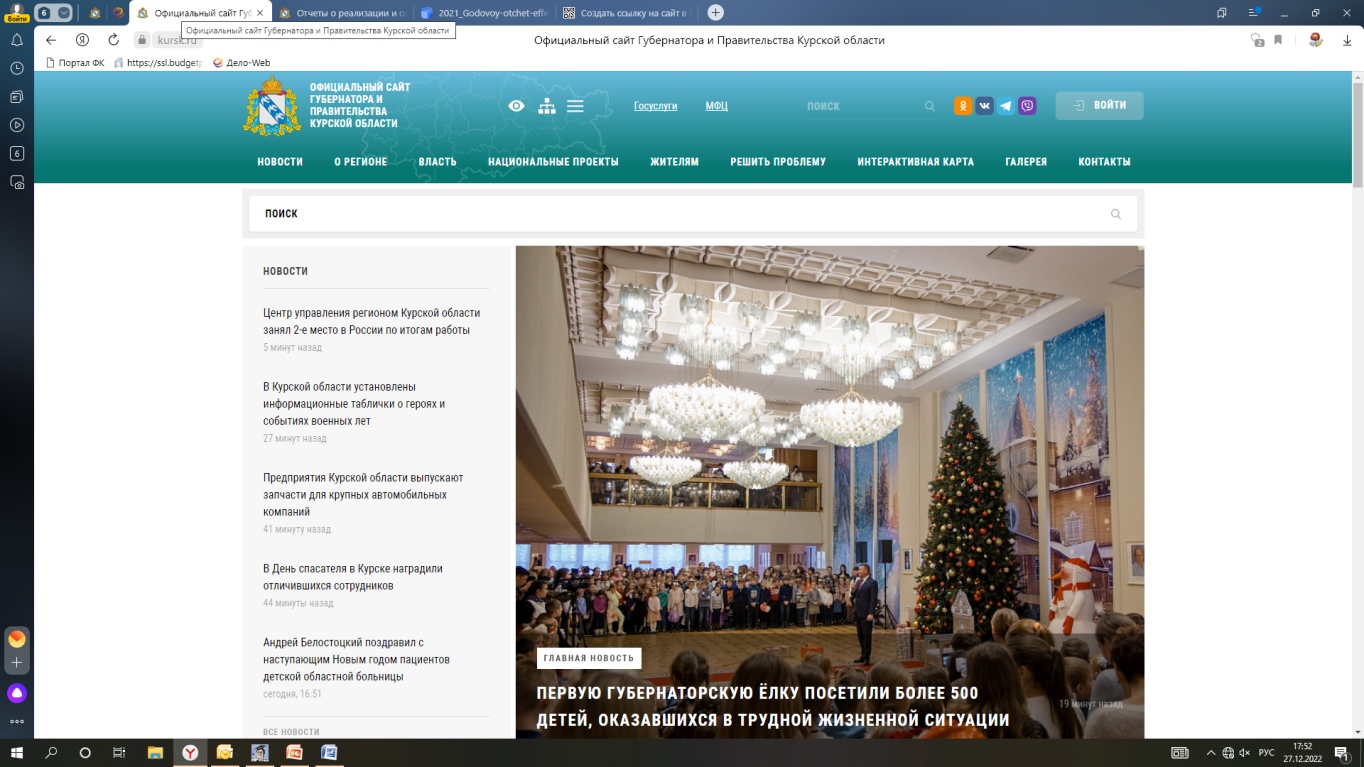 Войти
6
Официальный сайт Губ
Отчеты о реализации и о
2021_Godovoy-otchet-effe
Создать ссылку на сайт в
Официальный сайт Губернатора и Правительства Курской области
kursk.ru
Официальный сайт Губернатора и Правительства Курской области
2
Портал ФК
https://ssl.budgetp
Дело-Web
6
ОФИЦИАЛЬНЫЙ САЙТ
ГУБЕРНАТОРА И
ПРАВИТЕЛЬСТВА
КУРСКОЙ ОБЛАСТИ
Госуслуги
МФЦ
ПОИСК
ВОЙТИ
НОВОСТИ
О РЕГИОНЕ
ВЛАСТЬ
НАЦИОНАЛЬНЫЕ ПРОЕКТЫ
ЖИТЕЛЯМ
РЕШИТЬ ПРОБЛЕМУ
ИНТЕРАКТИВНАЯ КАРТА
ГАЛЕРЕЯ
КОНТАКТЫ
ПОИСК
НОВОСТИ
Центр управления регионом Курской области
занял 2-е место в России по итогам работы
5 минут назад
В Курской области установлены
информационные таблички о героях и
событиях военных лет
27 минут назад
Предприятия Курской области выпускают
запчасти для крупных автомобильных
компаний
41 минуту назад
В День спасателя в Курске наградили
отличившихся сотрудников
44 минуты назад
Андрей Белостоцкий поздравил с
наступающим Новым годом пациентов
детской областной больницы
сегодня, 16:51
ВСЕ НОВОСТИ
ГЛАВНАЯ НОВОСТЬ
ПЕРВУЮ ГУБЕРНАТОРСКУЮ ЁЛКУ ПОСЕТИЛИ БОЛЕЕ 500
ДЕТЕЙ, ОКАЗАВШИХСЯ В ТРУДНОЙ ЖИЗНЕННОЙ СИТУАЦИИ
19 минут назад
РУС
17:52
27.12.2022
1